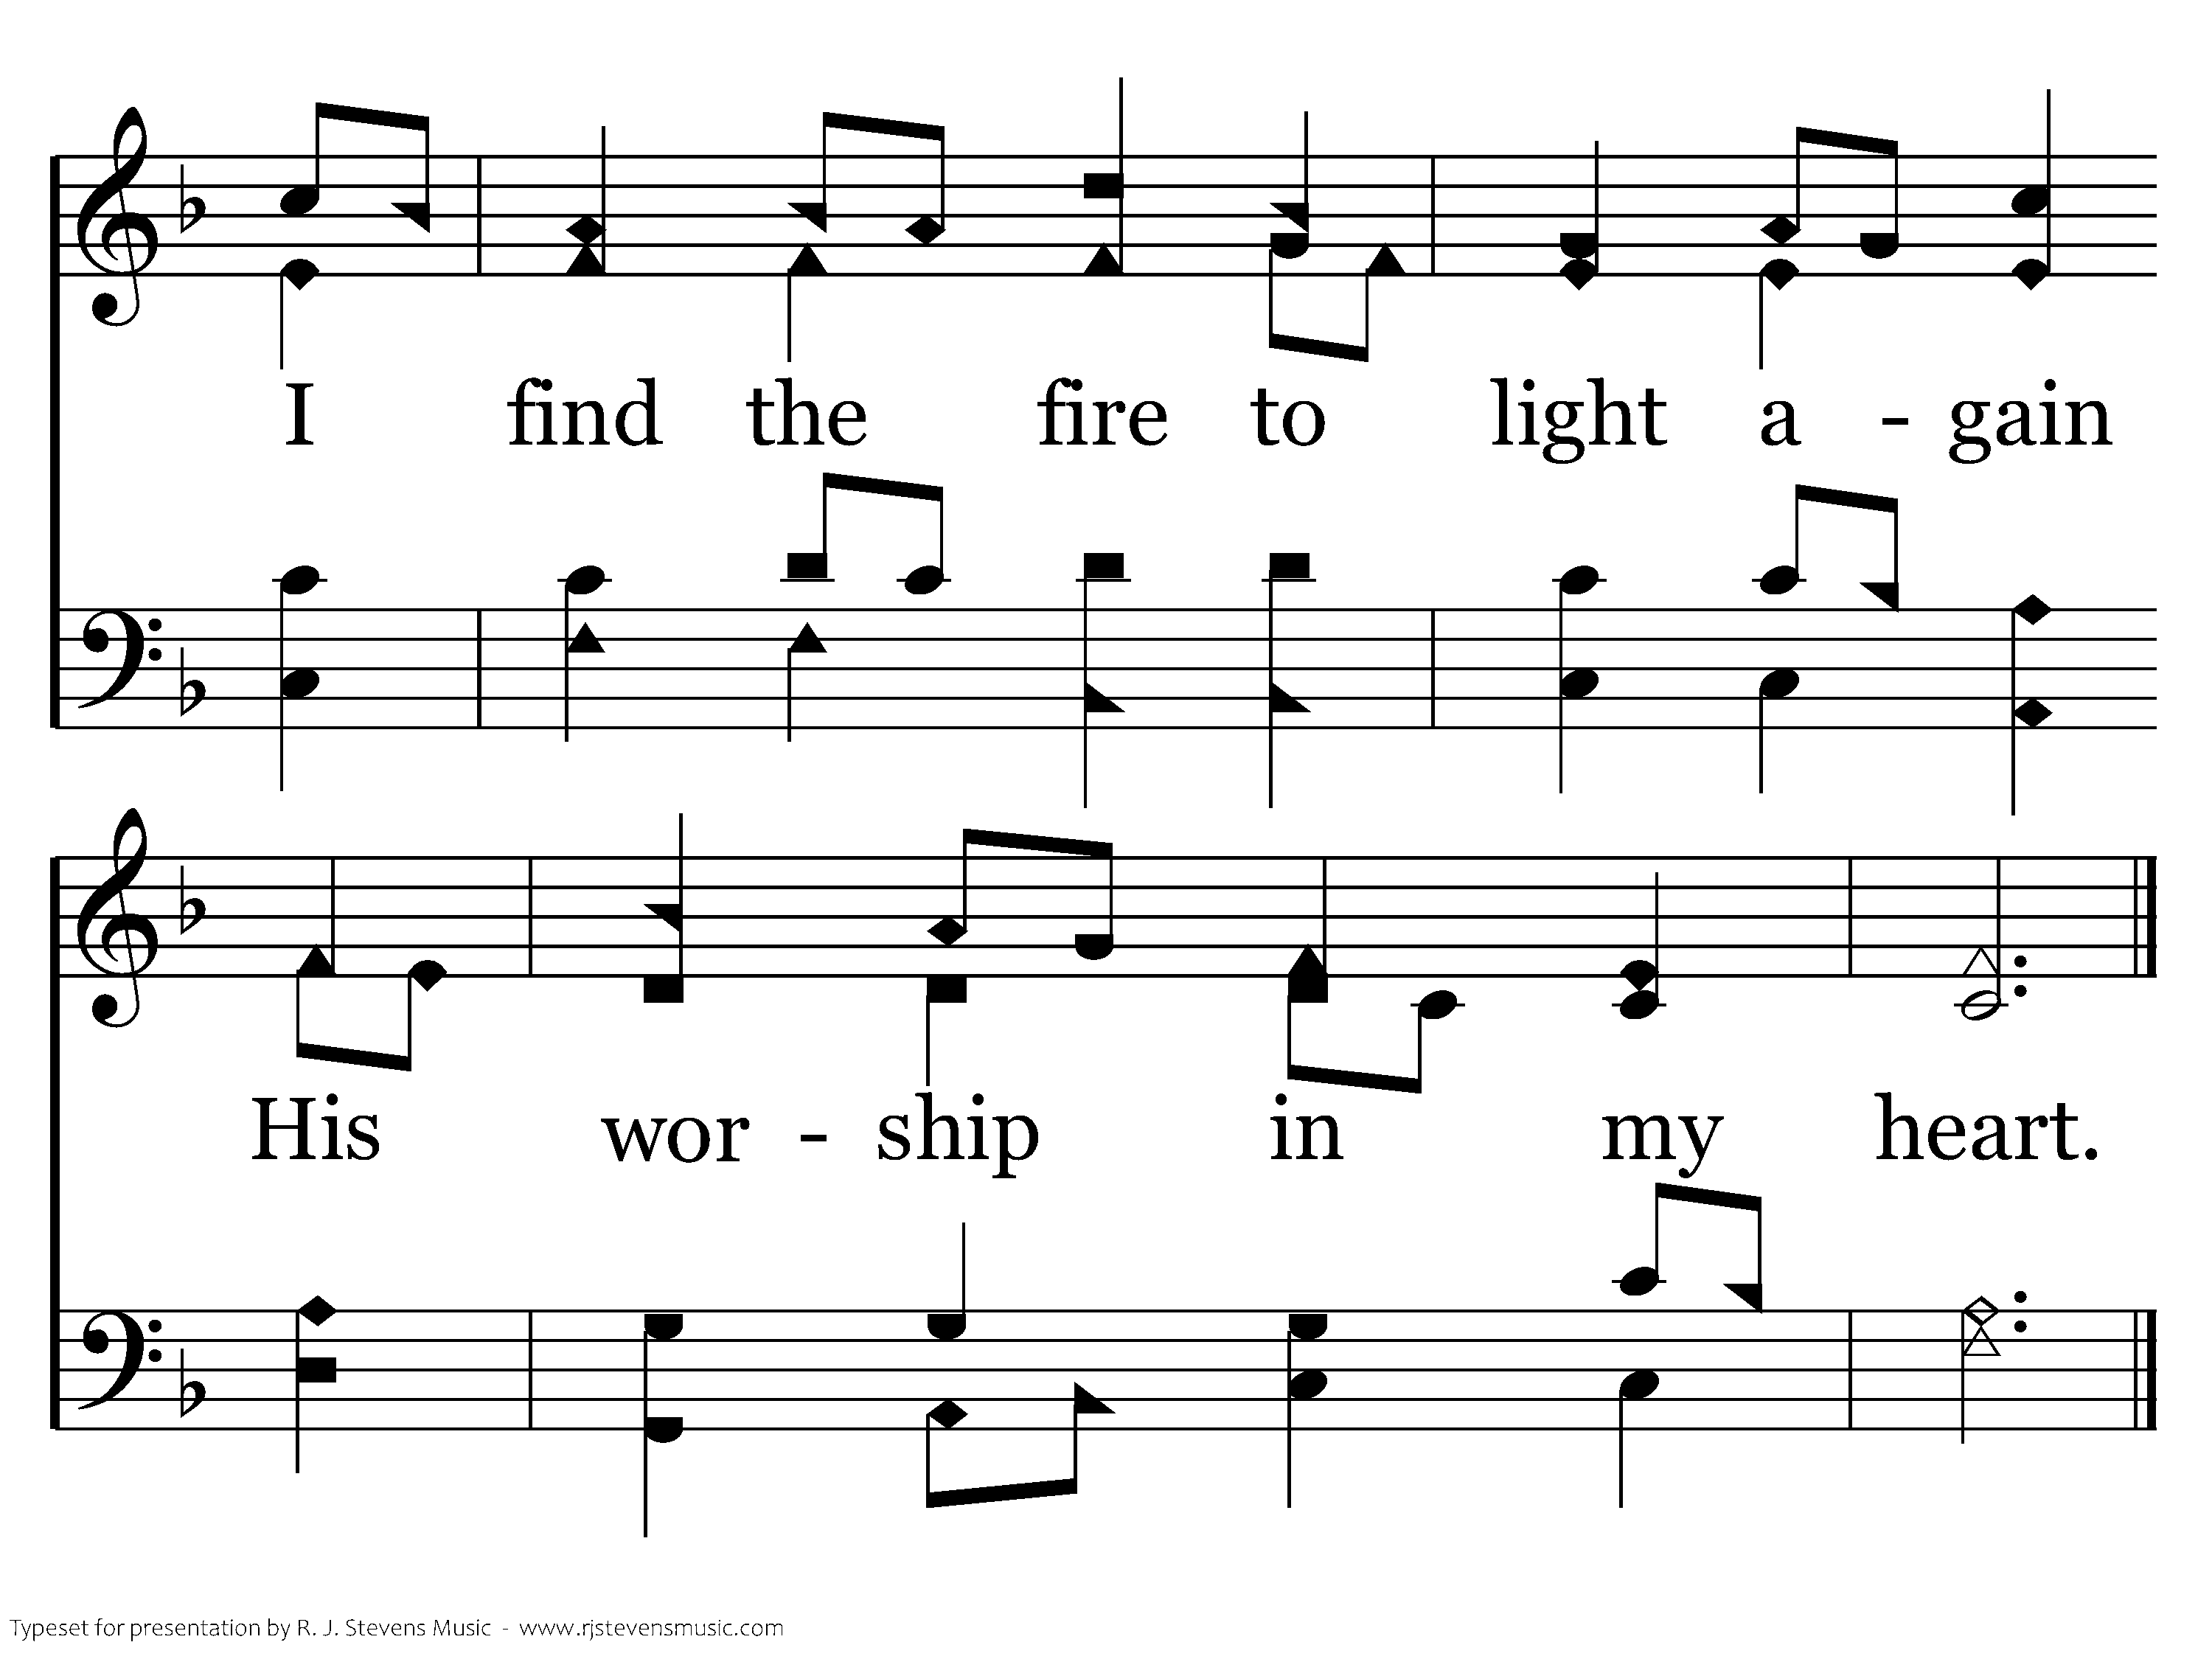 I find the fire to light a - gain
His wor - ship in my heart.
Typeset for presentation by R. J. Stevens Music - www.rjstevensmusic.com